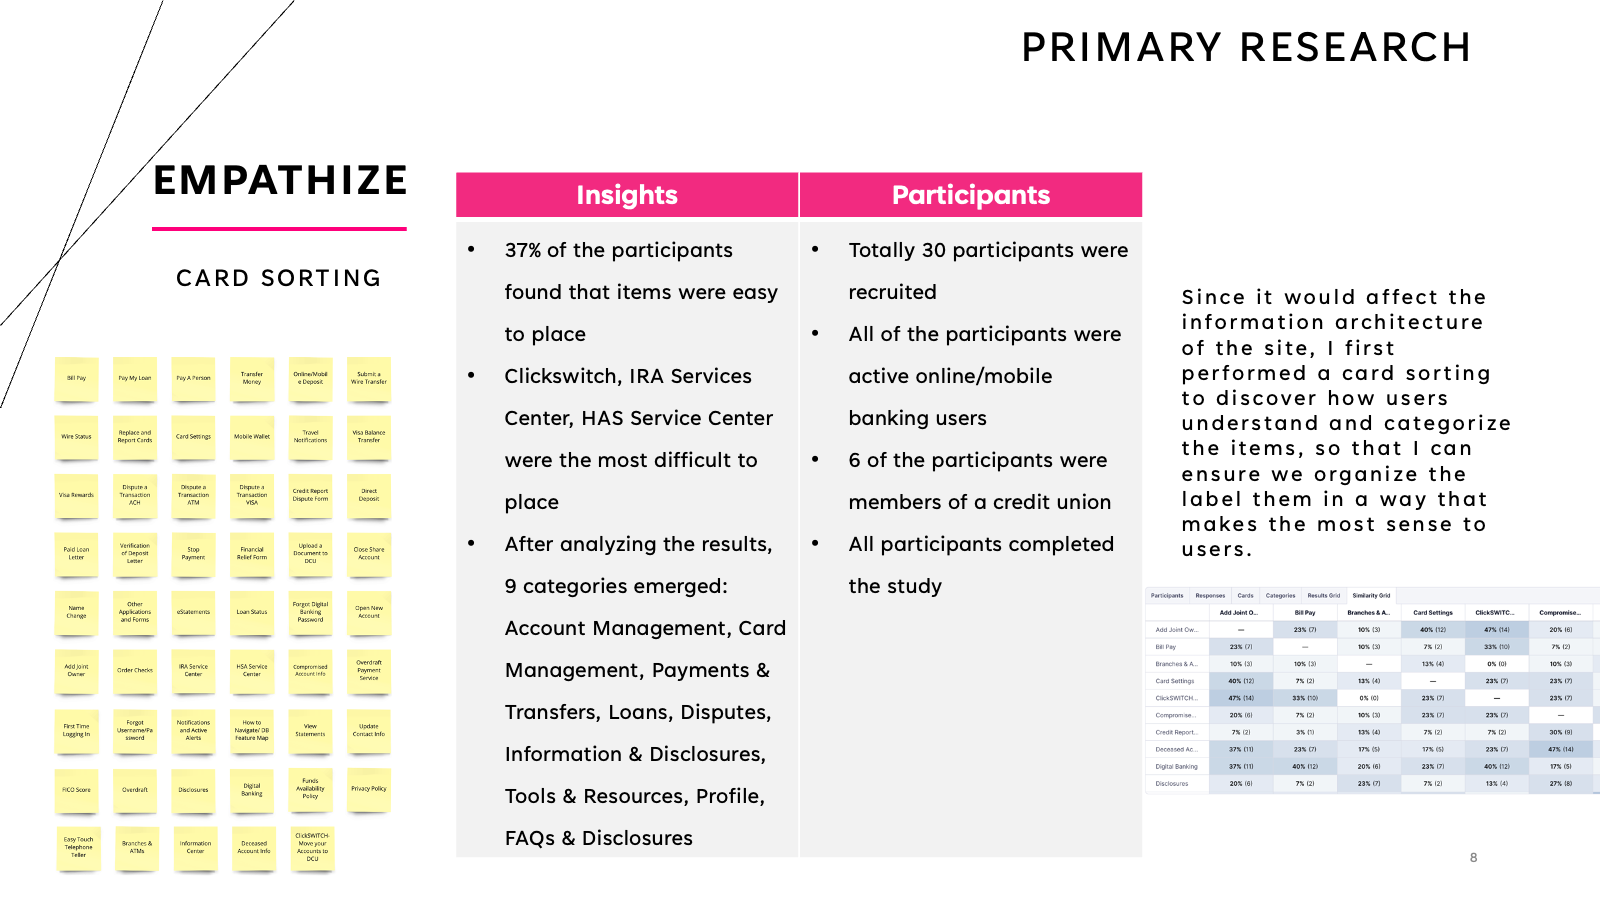 PRIMARY RESEARCH
EMPATHIZE
CARD SORTING
Bill Pay
Pay My Loan
Pay A Person
Transfer
Money
Online/Mobil
e Deposit
Submit a
Wire Transfer
Wire Status
Replace and
Report Cards
Card Settings
Mobile Wallet
Travel
Notifications
Visa Balance
Transfer
Visa Rewards
Dispute a
Transaction
ACH
Dispute a
Transaction
ATM
Dispute a
Transaction
VISA
Credit Report
Dispute Form
Direct
Deposit
Paid Loan
Letter
Verification
of Deposit
Letter
Stop
Payment
Financial
Relief Form
Upload a
Document to
DCU
Close Share
Account
Name
Change
Other
Applications
and Forms
eStatements
Loan Status
Forgot Digital
Banking
Password
Open New
Account
Add Joint
Owner
Order Checks
IRA Service
Center
HSA Service
Center
Compromised
Account Info
Overdraft
Payment
Service
First Time
Logging In
Forgot
Username/Pa
ssword
Notifications
and Active
Alerts
How to
Navigate/ DB
Feature Map
View
Statements
Update
Contact Info
FICO Score
Overdraft
Disclosures
Digital
Banking
Funds
Availability
Policy
Privacy Policy
Easy Touch
Telephone
Teller
Branches &
ATMs
Information
Center
Deceased
Account Info
ClickSWITCH-
Move your
Accounts to
DCU
Insights
• 37% of the participants
found that items were easy
to place
• Clickswitch, IRA Services
Center, HAS Service Center
were the most difficult to
place
• After analyzing the results,
9 categories emerged:
Account Management, Card
Management, Payments &
Transfers, Loans, Disputes,
Information & Disclosures,
Tools & Resources, Profile,
FAQs & Disclosures
Participants
• Totally 30 participants were
recruited
• All of the participants were
active online/mobile
banking users
• 6 of the participants were
members of a credit union
• All participants completed
the study
Since it would affect the
information architecture
of the site, I first
performed a card sorting
to discover how users
understand and categorize
the items, so that I can
ensure we organize the
label them in a way that
makes the most sense to
users.
Participants Responses Cards Categories Results Grid Similarity Grid
Add Joint O... Bill Pay Branches & A... Card Settings ClickSWITC... Compromise...
Add Joint Ow... — 23% (7) 10% (3) 40% (12) 47% (14) 20% (6)
Bill Pay 23% (7) — 10% (3) 7% (2) 33% (10) 7% (2)
Branches & A... 10% (3) 10% (3) — 13% (4) 0% (0) 10% (3)
Card Settings 40% (12) 7% (2) 13% (4) — 23% (7) 23% (7)
ClickSWITCH... 47% (14) 33% (10) 0% (0) 23% (7) — 23% (7)
Compromise... 20% (6) 7% (2) 10% (3) 23% (7) 23% (7) —
Credit Report... 7% (2) 3% (1) 13% (4) 7% (2) 7% (2) 30% (9)
Deceased Ac... 37% (11) 23% (7) 17% (5) 17% (5) 23% (7) 47% (14)
Digital Banking 37% (11) 40% (12) 20% (6) 23% (7) 40% (12) 17% (5)
Disclosures 20% (6) 7% (2) 23% (7) 7% (2) 13% (4) 27% (8)
8